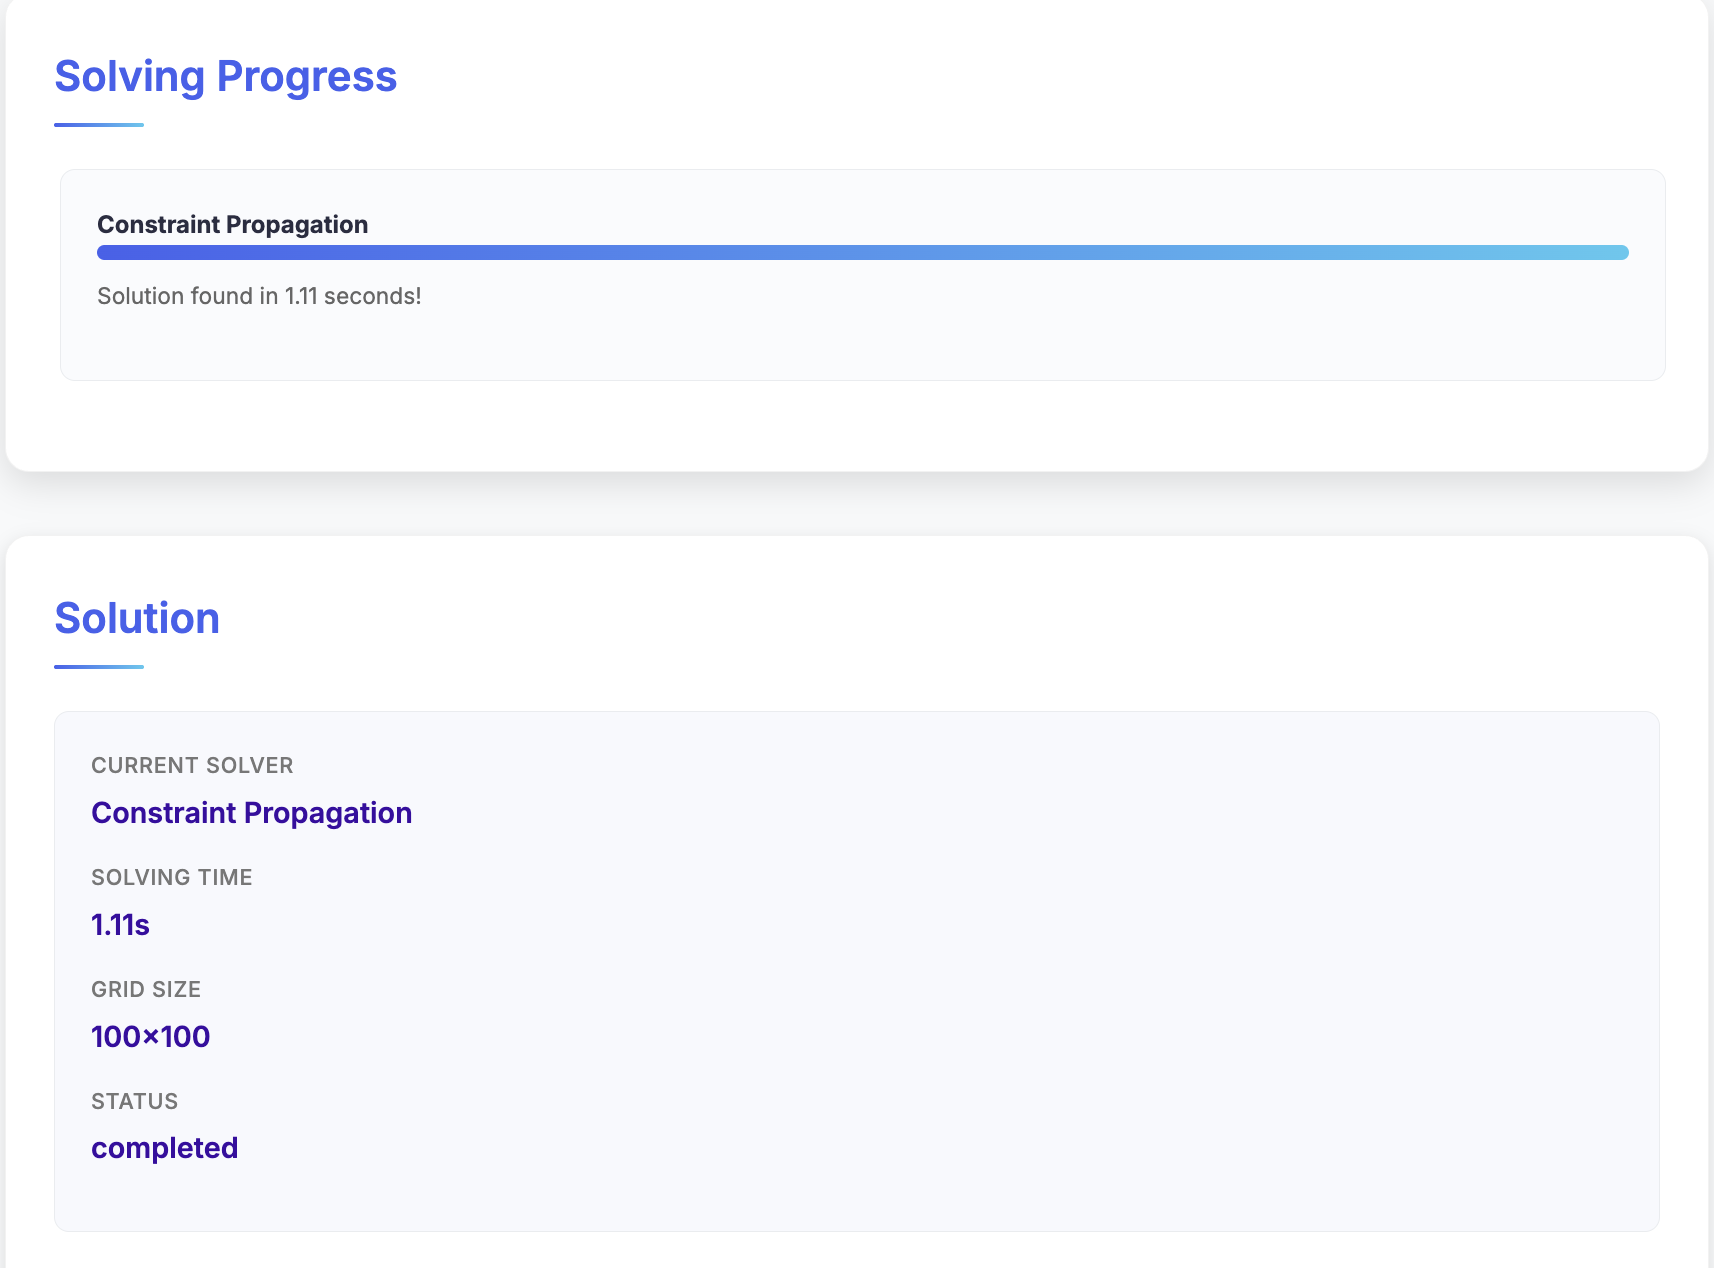 Solving Progress
Constraint Propagation
Solution found in 1.11 seconds!
Solution
CURRENT SOLVER
Constraint Propagation
SOLVING TIME
1.11s
GRID SIZE
100×100
STATUS
completed